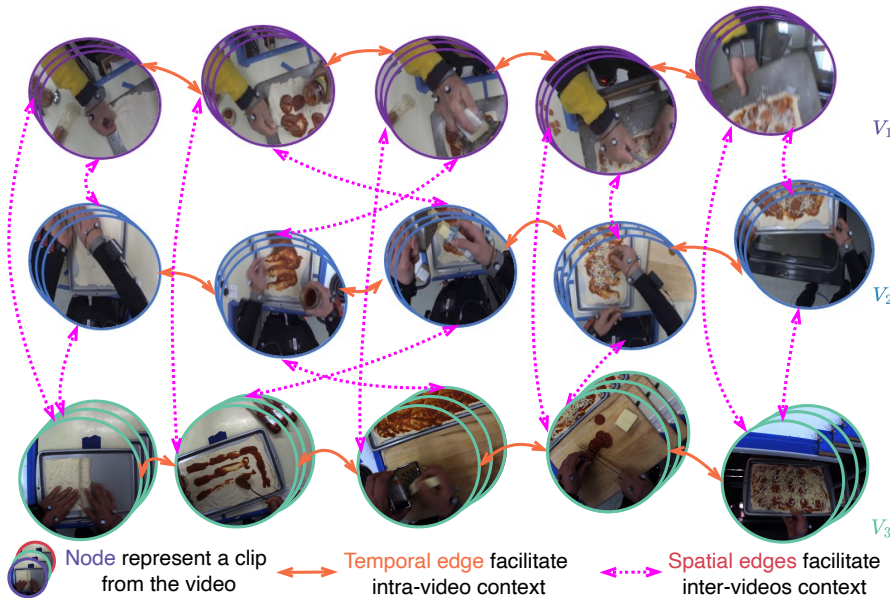 V1
V2
V3
Node represent a clip
from the video
Temporal edge facilitate
intra-video context
Spatial edges facilitate
inter-videos context